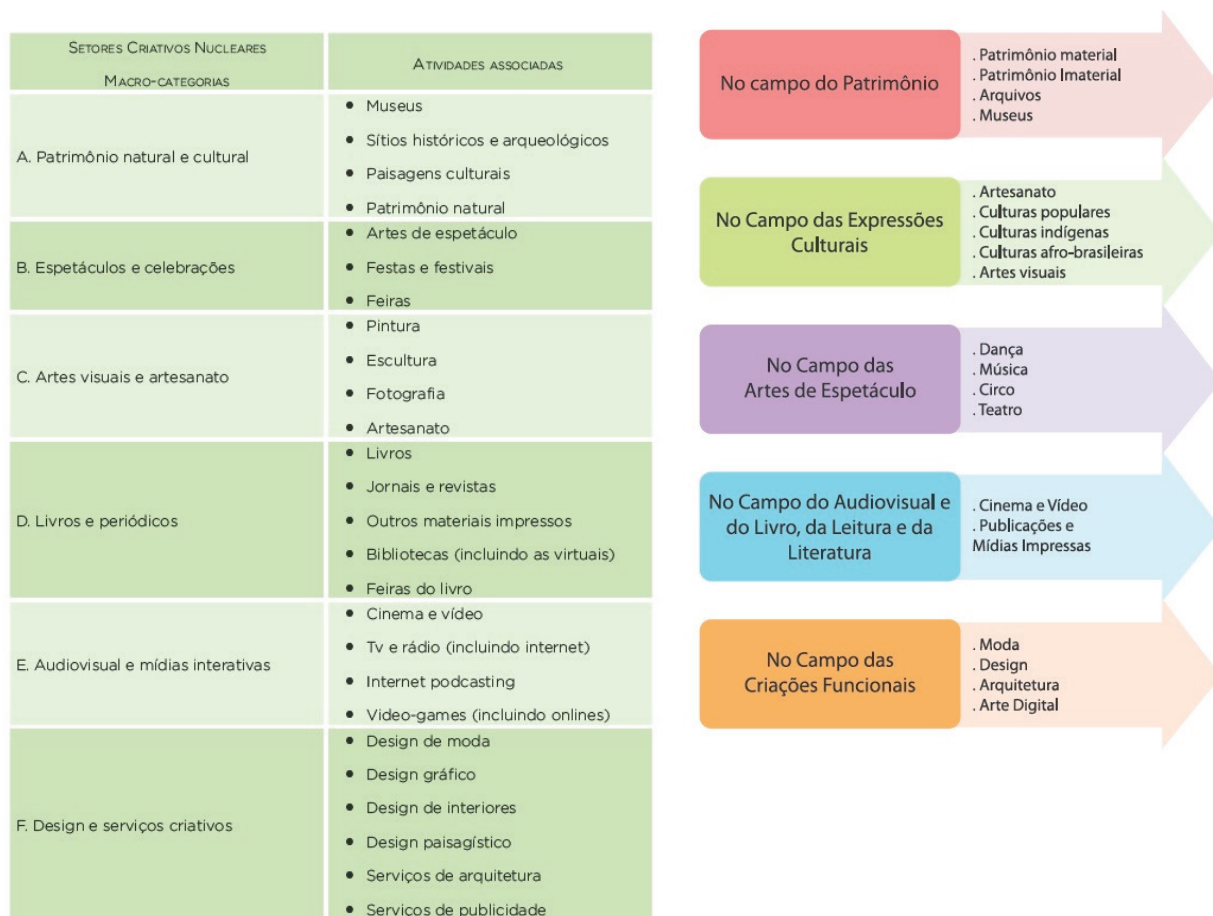 SETORES CRIATIVOS NUCLEARES
MACRO-CATEGORIAS
ATIVIDADES ASSOCIADAS
A. Patrimônio natural e cultural
• Museus
• Sítios históricos e arqueológicos
• Paisagens culturais
• Patrimônio natural
B. Espetáculos e celebrações
• Artes de espetáculo
• Festas e festivais
• Feiras
C. Artes visuais e artesanato
• Pintura
• Escultura
• Fotografia
• Artesanato
D. Livros e periódicos
• Livros
• Jornais e revistas
• Outros materiais impressos
• Bibliotecas (incluindo as virtuais)
• Feiras do livro
E. Audiovisual e mídias interativas
• Cinema e vídeo
• Tv e rádio (incluindo internet)
• Internet podcasting
• Video-games (incluindo onlines)
F. Design e serviços criativos
• Design de moda
• Design gráfico
• Design de interiores
• Design paisagístico
• Serviços de arquitetura
• Serviços de publicidade
No campo do Patrimônio
. Patrimônio material
. Patrimônio Imaterial
. Arquivos
. Museus
No Campo das Expressões
Culturais
. Artesanato
. Culturas populares
. Culturas indígenas
. Culturas afro-brasileiras
. Artes visuais
No Campo das
Artes de Espetáculo
. Dança
. Música
. Circo
. Teatro
No Campo do Audiovisual e
do Livro, da Leitura e da
Literatura
. Cinema e Vídeo
. Publicações e
Mídias Impressas
No Campo das
Criações Funcionais
. Moda
. Design
. Arquitetura
. Arte Digital